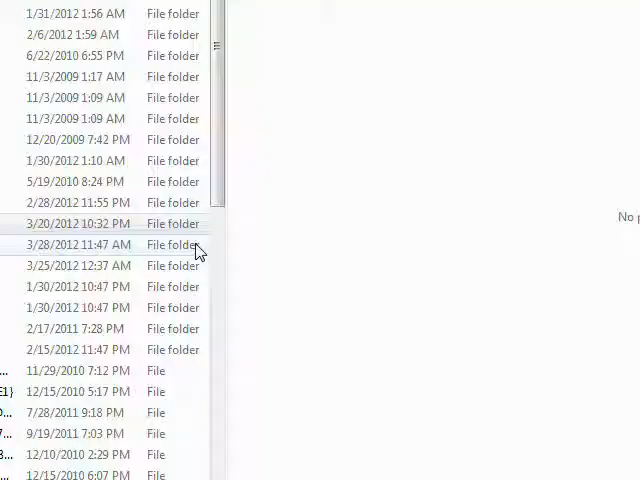 1/31/2012 1:56 AM File folder
2/6/2012 1:59 AM File folder
6/22/2010 6:55 PM File folder
11/3/2009 1:17 AM File folder
11/3/2009 1:09 AM File folder
11/3/2009 1:09 AM File folder
12/20/2009 7:42 PM File folder
1/30/2012 1:10 AM File folder
5/19/2010 8:24 PM File folder
2/28/2012 11:55 PM File folder
3/20/2012 10:32 PM File folder No p
3/28/2012 11:47 AM File folder
3/25/2012 12:37 AM File folder
1/30/2012 10:47 PM File folder
1/30/2012 10:47 PM File folder
2/17/2011 7:28 PM File folder
2/15/2012 11:47 PM File folder
... 11/29/2010 7:12 PM File
E1} 12/15/2010 5:17 PM File
... 7/28/2011 9:18 PM File
7... 9/19/2011 7:03 PM File
... 12/10/2010 2:29 PM File
... 12/15/2010 6:07 PM File